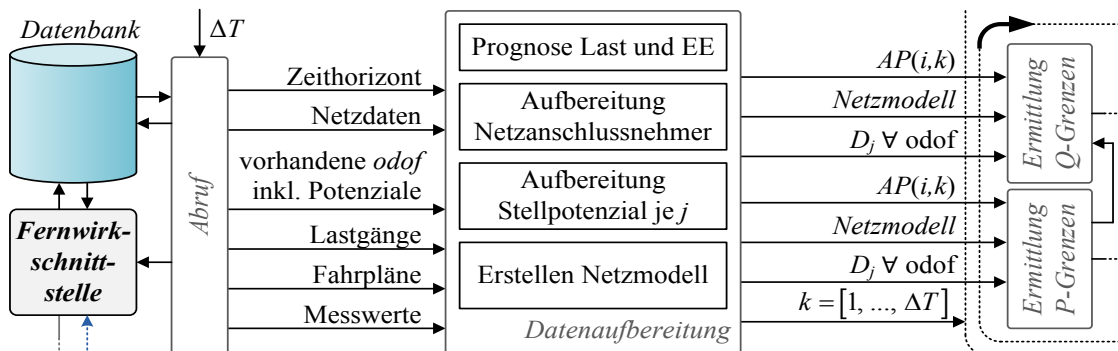 Datenbank
ΔT
Fernwirk-
schnitt-
stelle
Abruf
Zeithorizont
Netzdaten
vorhandene odof
inkl. Potenziale
Lastgänge
Fahrpläne
Messwerte
Prognose Last und EE
Aufbereitung
Netzanschlussnehmer
Aufbereitung
Stellpotenzial je j
Erstellen Netzmodell
Datenaufbereitung
AP(i,k)
Netzmodell
D_j ∀ odof
AP(i,k)
Netzmodell
D_j ∀ odof
k = [1, ..., ΔT]
Ermittlung
Q-Grenzen
Ermittlung
P-Grenzen